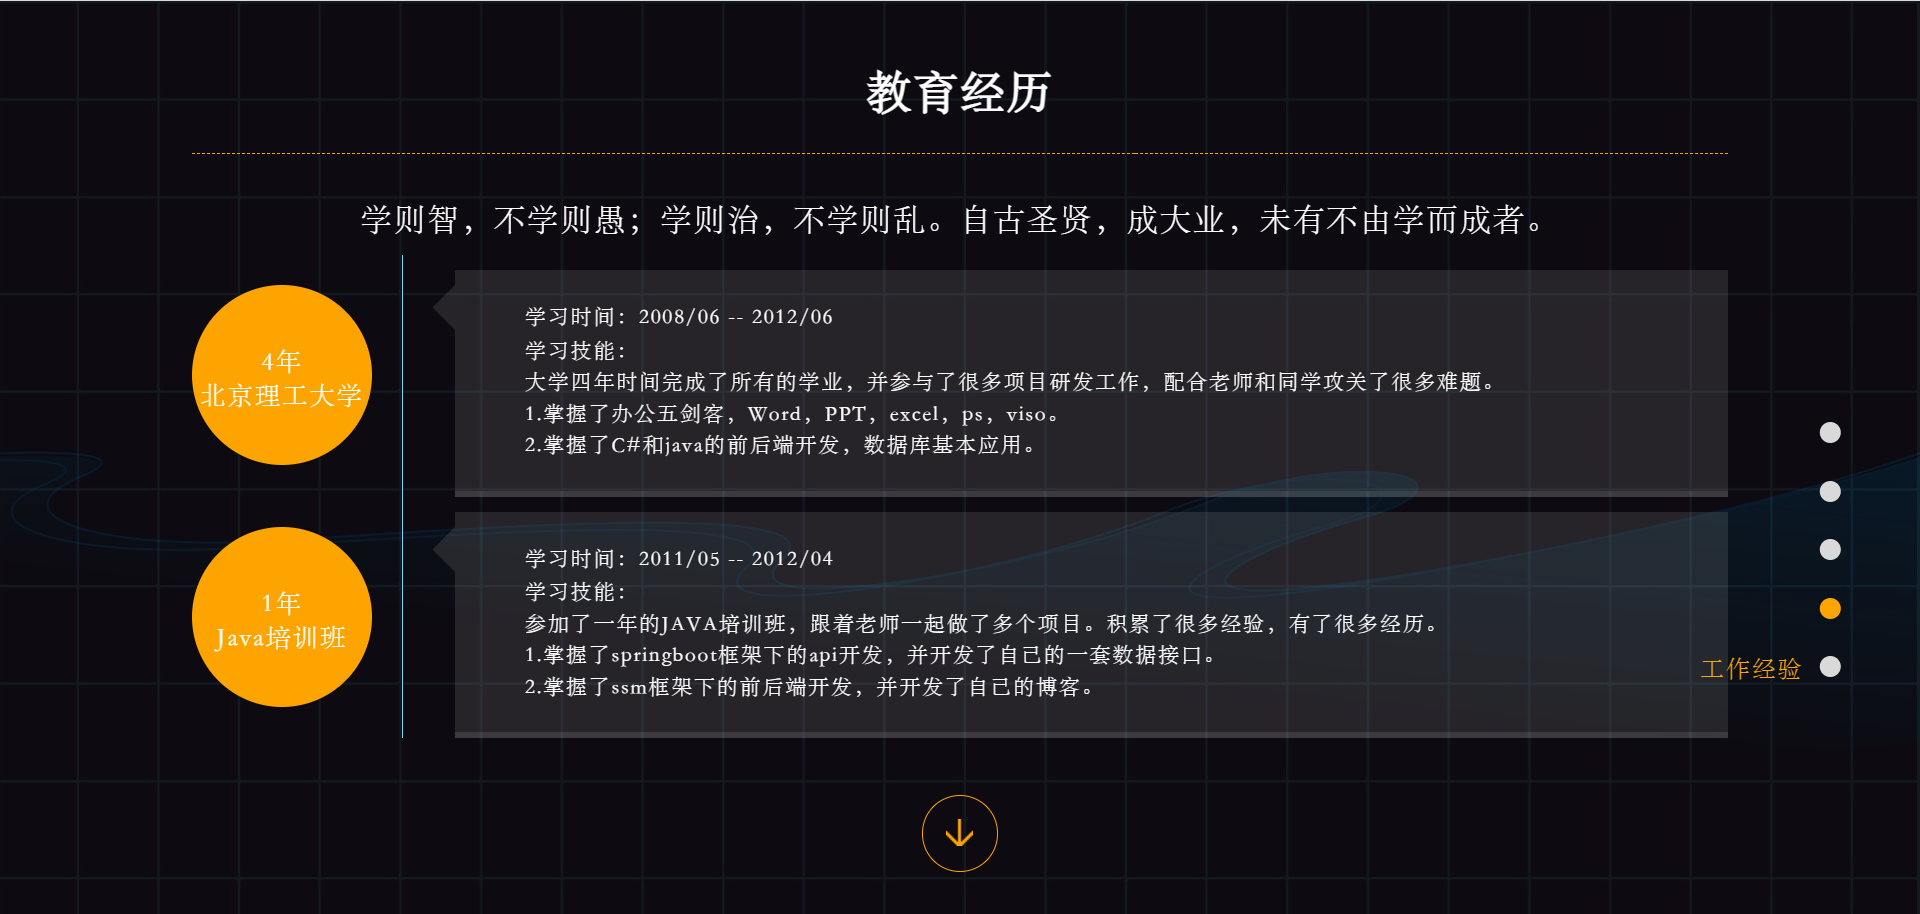 教育经历
学则智，不学则愚；学则治，不学则乱。自古圣贤，成大业，未有不由学而成者。
4年
北京理工大学
学习时间：2008/06 -- 2012/06
学习技能：
大学四年时间完成了所有的学业，并参与了很多项目研发工作，配合老师和同学攻关了很多难题。
1.掌握了办公五剑客，Word，PPT，excel，ps，viso。
2.掌握了C#和java的前后端开发，数据库基本应用。
1年
Java培训班
学习时间：2011/05 -- 2012/04
学习技能：
参加了一年的JAVA培训班，跟着老师一起做了多个项目。积累了很多经验，有了很多经历。
1.掌握了springboot框架下的api开发，并开发了自己的一套数据接口。
2.掌握了ssm框架下的前后端开发，并开发了自己的博客。
工作经验